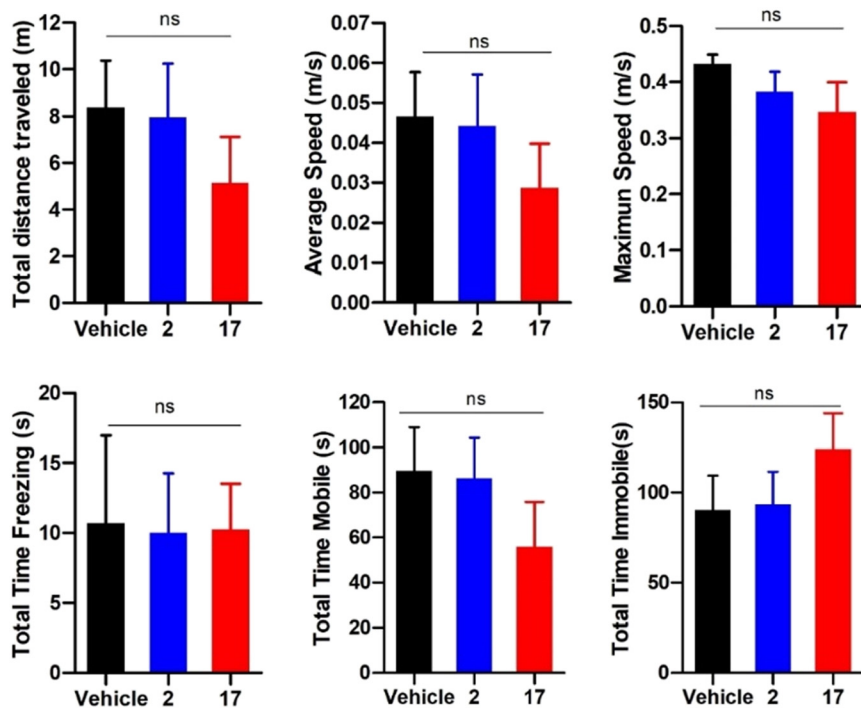 ns
Total distance traveled (m)
12
10
8
6
4
2
0
Vehicle 2 17
ns
Average Speed (m/s)
0.07
0.06
0.05
0.04
0.03
0.02
0.01
0.00
Vehicle 2 17
ns
Maximun Speed (m/s)
0.5
0.4
0.3
0.2
0.1
0.0
Vehicle 2 17
ns
Total Time Freezing (s)
20
15
10
5
0
Vehicle 2 17
ns
Total Time Mobile (s)
120
100
80
60
40
20
0
Vehicle 2 17
ns
Total Time Immobile(s)
150
100
50
0
Vehicle 2 17